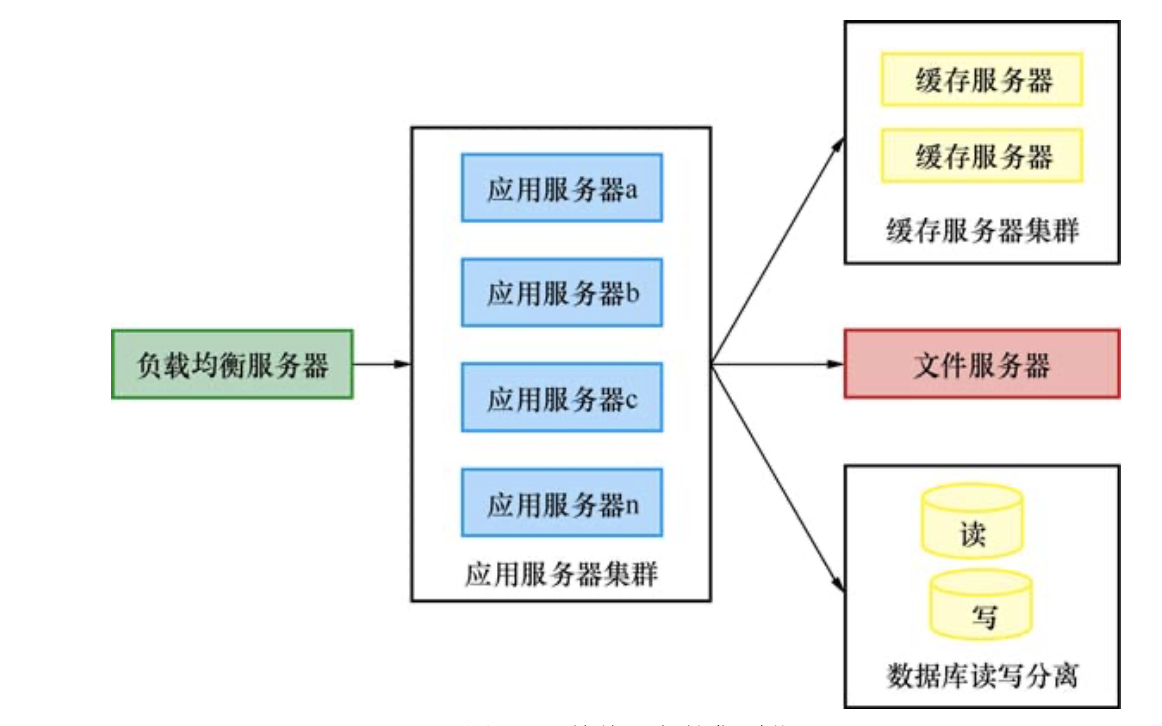 负载均衡服务器
应用服务器a
应用服务器b
应用服务器c
应用服务器n
应用服务器集群
缓存服务器
缓存服务器
缓存服务器集群
文件服务器
读
写
数据库读写分离